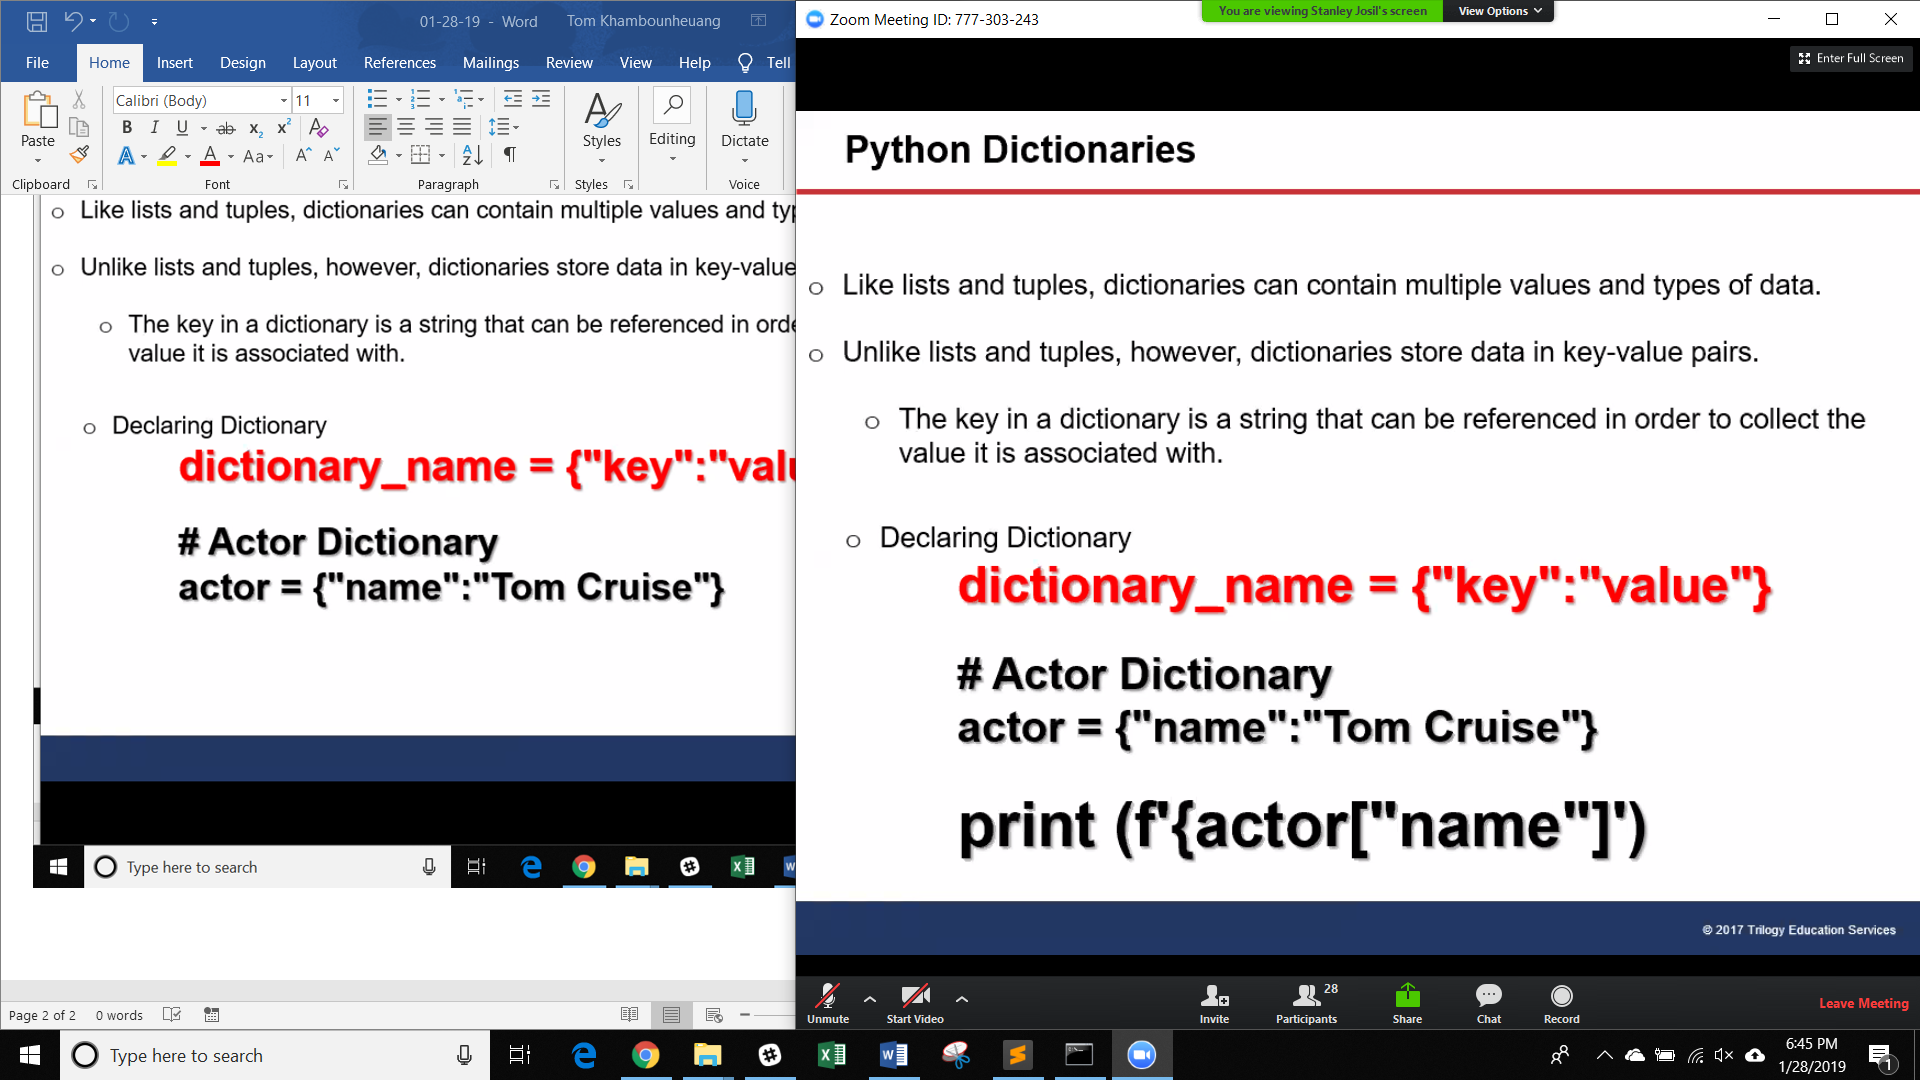 01-28-19 - Word
Tom Khambounheuang
File
Home
Insert
Design
Layout
References
Mailings
Review
View
Help
Tell
Paste
Clipboard
Calibri (Body)
11
B I U ab x₂ x²
A A A Aa A A
Font
Paragraph
Styles
Styles
Editing
Dictate
Voice
Like lists and tuples, dictionaries can contain multiple values and typ
Unlike lists and tuples, however, dictionaries store data in key-value
The key in a dictionary is a string that can be referenced in orde
value it is associated with.
Declaring Dictionary
dictionary_name = {"key":"valu
# Actor Dictionary
actor = {"name":"Tom Cruise"}
Type here to search
Page 2 of 2
0 words
Zoom Meeting ID: 777-303-243
You are viewing Stanley Josil's screen
View Options
Enter Full Screen
Python Dictionaries
Like lists and tuples, dictionaries can contain multiple values and types of data.
Unlike lists and tuples, however, dictionaries store data in key-value pairs.
The key in a dictionary is a string that can be referenced in order to collect the
value it is associated with.
Declaring Dictionary
dictionary_name = {"key":"value"}
# Actor Dictionary
actor = {"name":"Tom Cruise"}
print (f'{actor["name"]')
© 2017 Trilogy Education Services
Unmute
Start Video
Invite
28
Participants
Share
Chat
Record
Leave Meeting
Type here to search
6:45 PM
1/28/2019
1